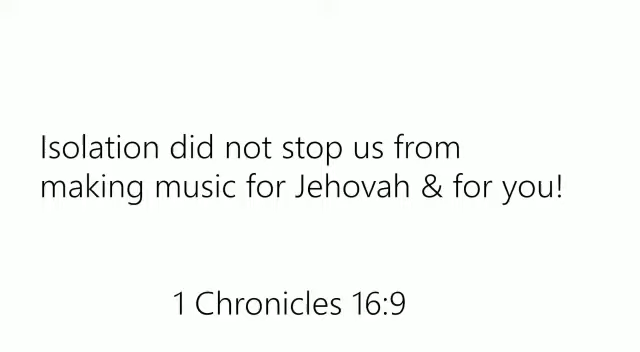 Isolation did not stop us from
making music for Jehovah & for you!
1 Chronicles 16:9